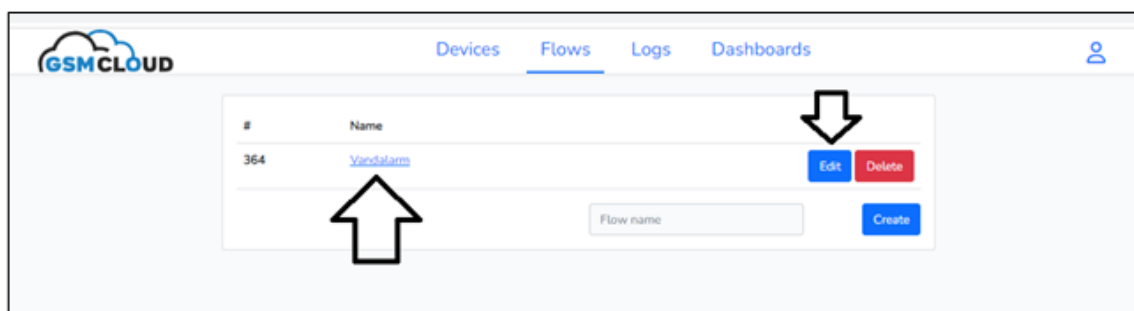 GSMCLOUD
Devices Flows Logs Dashboards
# Name
364 Vandalarm Edit Delete
Flow name Create